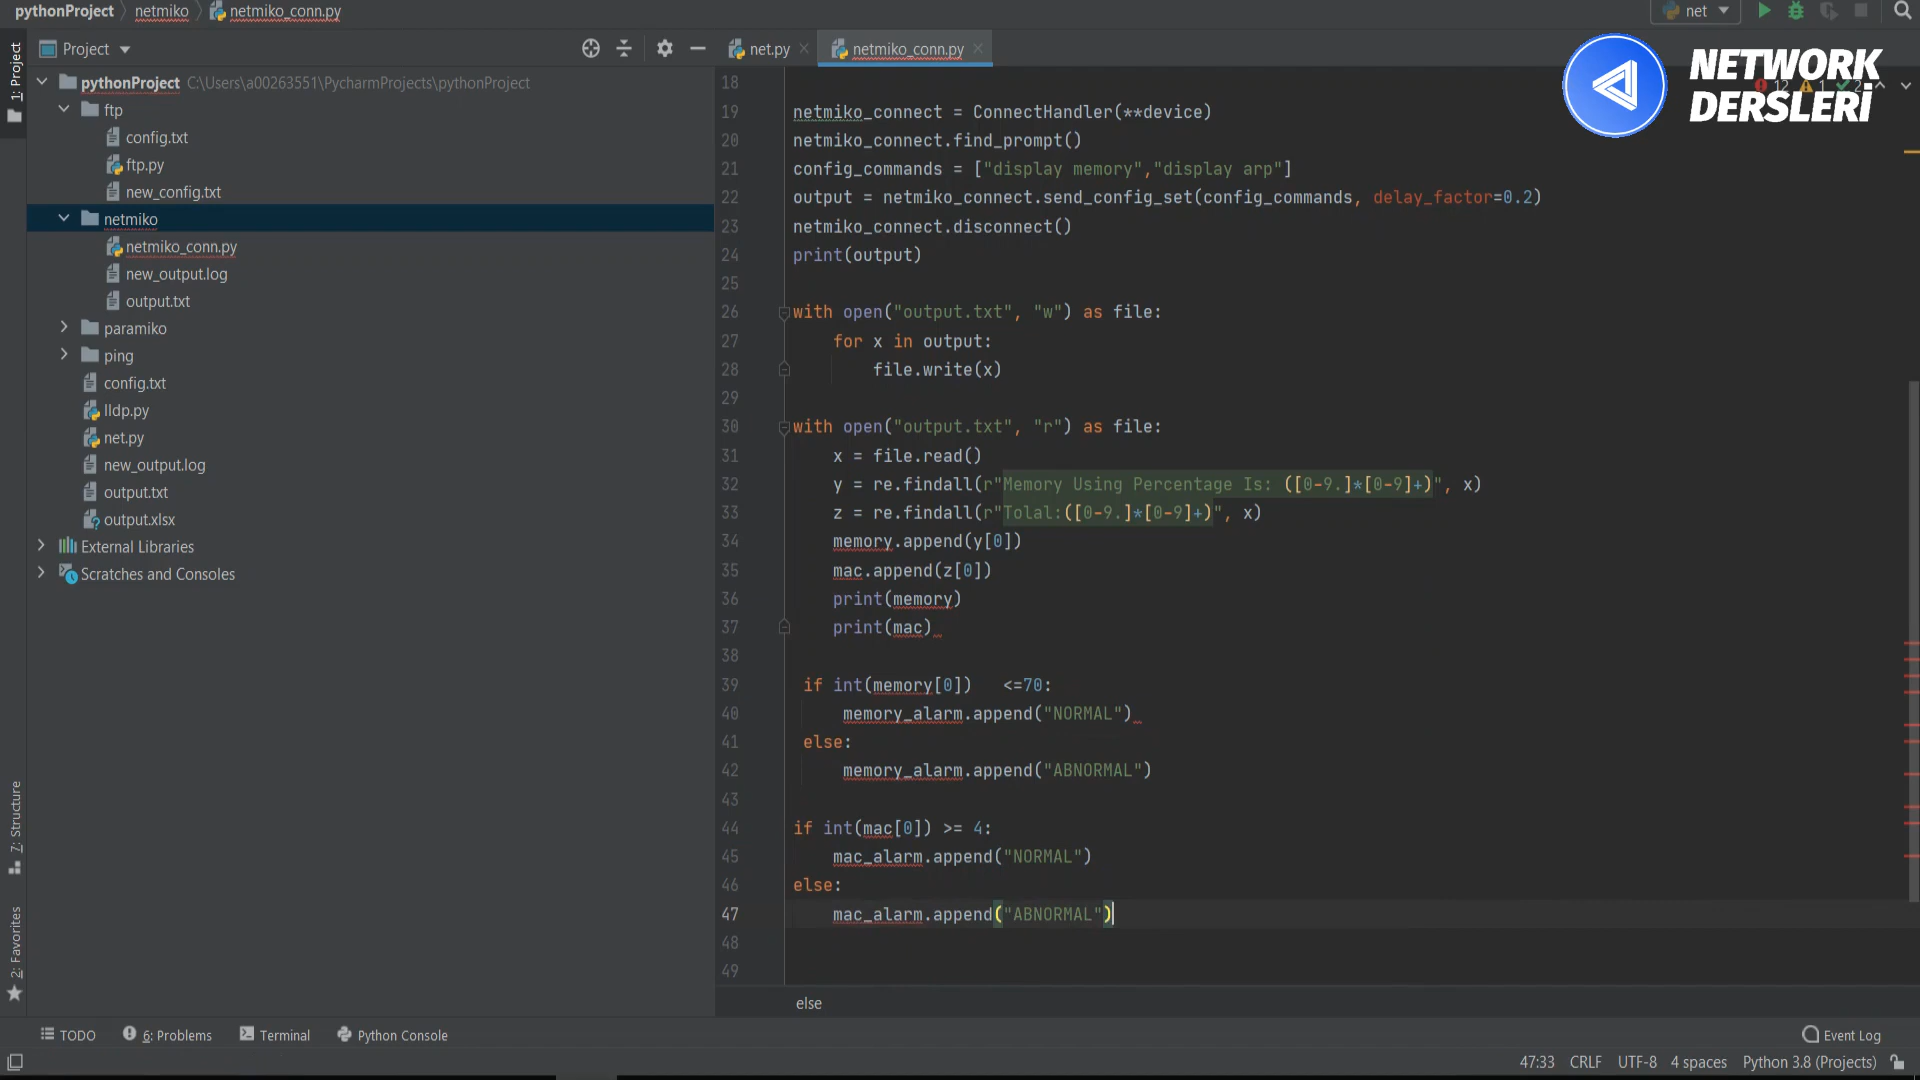 pythonProject netmiko netmiko_conn.py
net
1: Project
Project
net.py
netmiko_conn.py
NETWORK
DERSLERİ
pythonProject C:\Users\a00263551\PycharmProjects\pythonProject
ftp
config.txt
ftp.py
new_config.txt
netmiko
netmiko_conn.py
new_output.log
output.txt
paramiko
ping
config.txt
lldp.py
net.py
new_output.log
output.txt
output.xlsx
External Libraries
Scratches and Consoles
18
19 netmiko_connect = ConnectHandler(**device)
20 netmiko_connect.find_prompt()
21 config_commands = ["display memory","display arp"]
22 output = netmiko_connect.send_config_set(config_commands, delay_factor=0.2)
23 netmiko_connect.disconnect()
24 print(output)
25
26 with open("output.txt", "w") as file:
27 for x in output:
28 file.write(x)
29
30 with open("output.txt", "r") as file:
31 x = file.read()
32 y = re.findall(r"Memory Using Percentage Is: ([0-9.]*[0-9]+)", x)
33 z = re.findall(r"Tolal:([0-9.]*[0-9]+)", x)
34 memory.append(y[0])
35 mac.append(z[0])
36 print(memory)
37 print(mac)
38
39 if int(memory[0]) <=70:
40 memory_alarm.append("NORMAL")
41 else:
42 memory_alarm.append("ABNORMAL")
43
44 if int(mac[0]) >= 4:
45 mac_alarm.append("NORMAL")
46 else:
47 mac_alarm.append("ABNORMAL")
48
49
else
7: Structure
2: Favorites
TODO 6: Problems Terminal Python Console Event Log
47:33 CRLF UTF-8 4 spaces Python 3.8 (Projects)